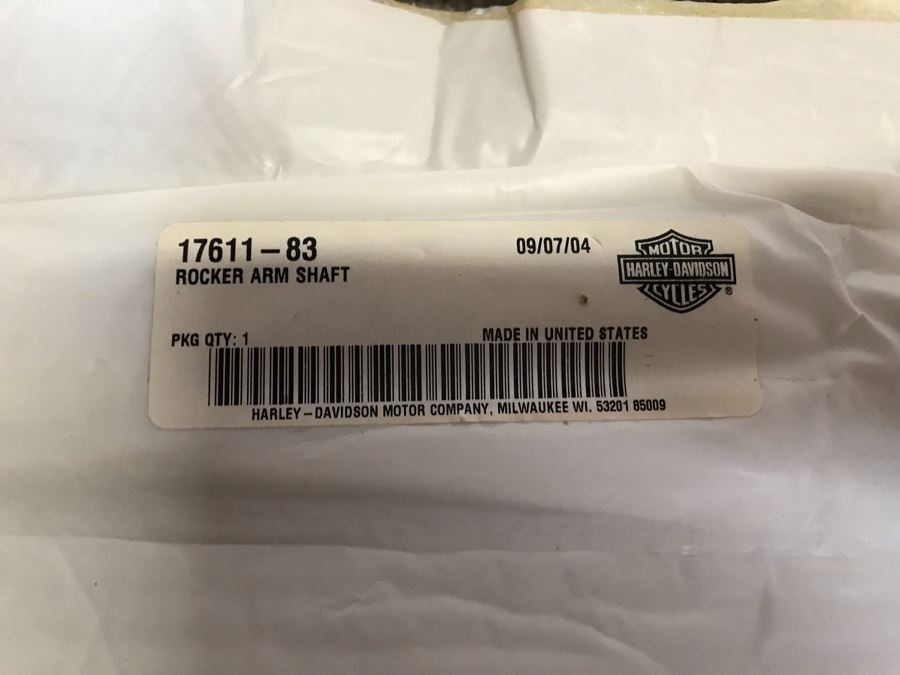 17611-83
09/07/04
ROCKER ARM SHAFT
MOTOR
HARLEY-DAVIDSON
CYCLES
®
PKG QTY: 1
MADE IN UNITED STATES
HARLEY-DAVIDSON MOTOR COMPANY, MILWAUKEE WI. 53201 85009